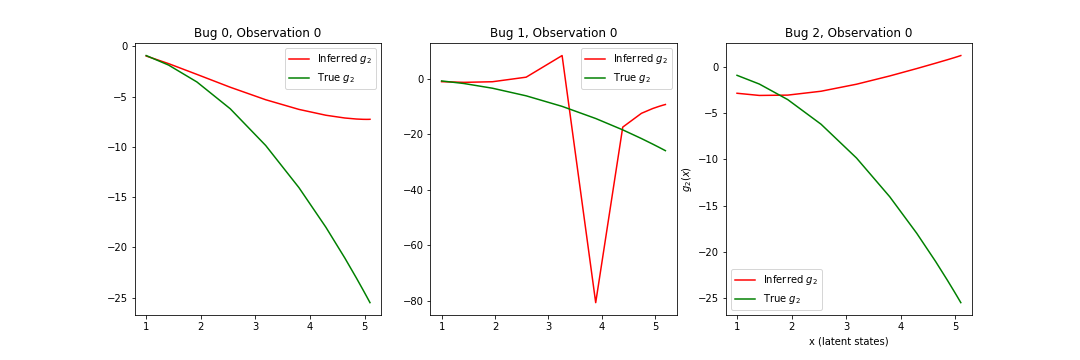 Bug 0, Observation 0
Inferred g₂
True g₂
0
−5
−10
−15
−20
−25
1 2 3 4 5
Bug 1, Observation 0
Inferred g₂
True g₂
0
−20
−40
−60
−80
1 2 3 4 5
Bug 2, Observation 0
g₂(x)
0
−5
−10
−15
−20
−25
Inferred g₂
True g₂
1 2 3 4 5
x (latent states)